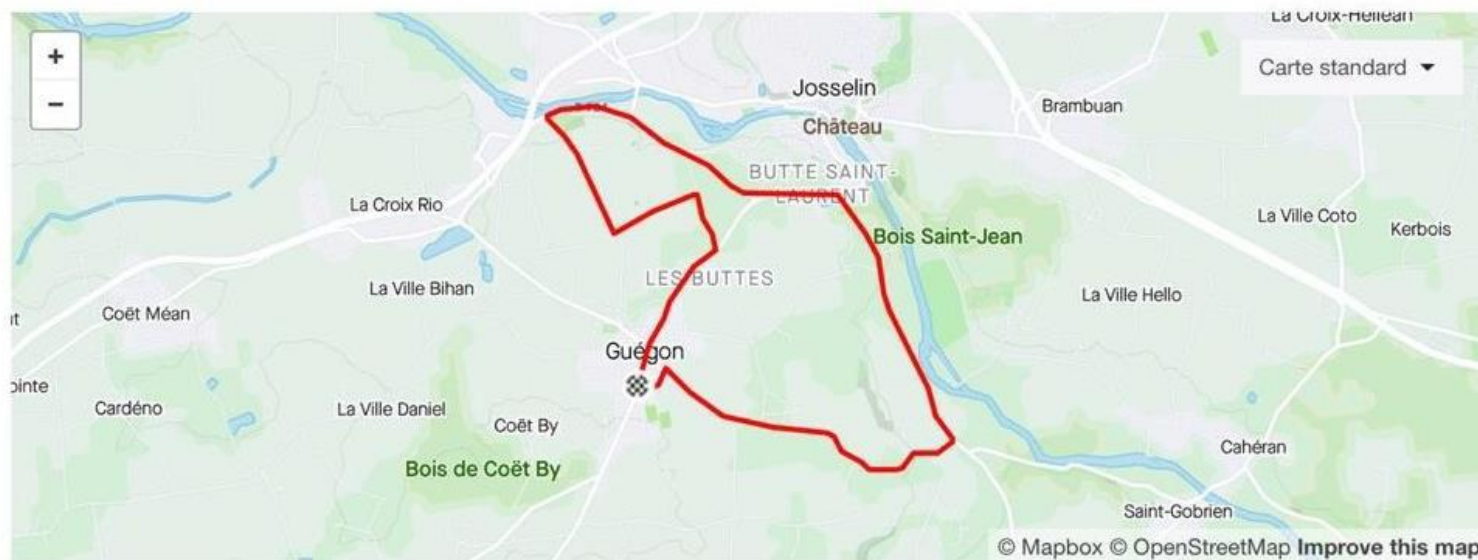 La Croix-Helléan
+
Carte standard
−
Josselin
Brambuan
Château
BUTTE SAINT-
LAURENT
La Croix Rio
La Ville Coto
Kerbois
Bois Saint-Jean
LES BUTTES
La Ville Bihan
La Ville Hello
Coët Méan
Guégon
Cardéno
La Ville Daniel
Coët By
Bois de Coët By
Cahéran
Saint-Gobrien
© Mapbox © OpenStreetMap Improve this map